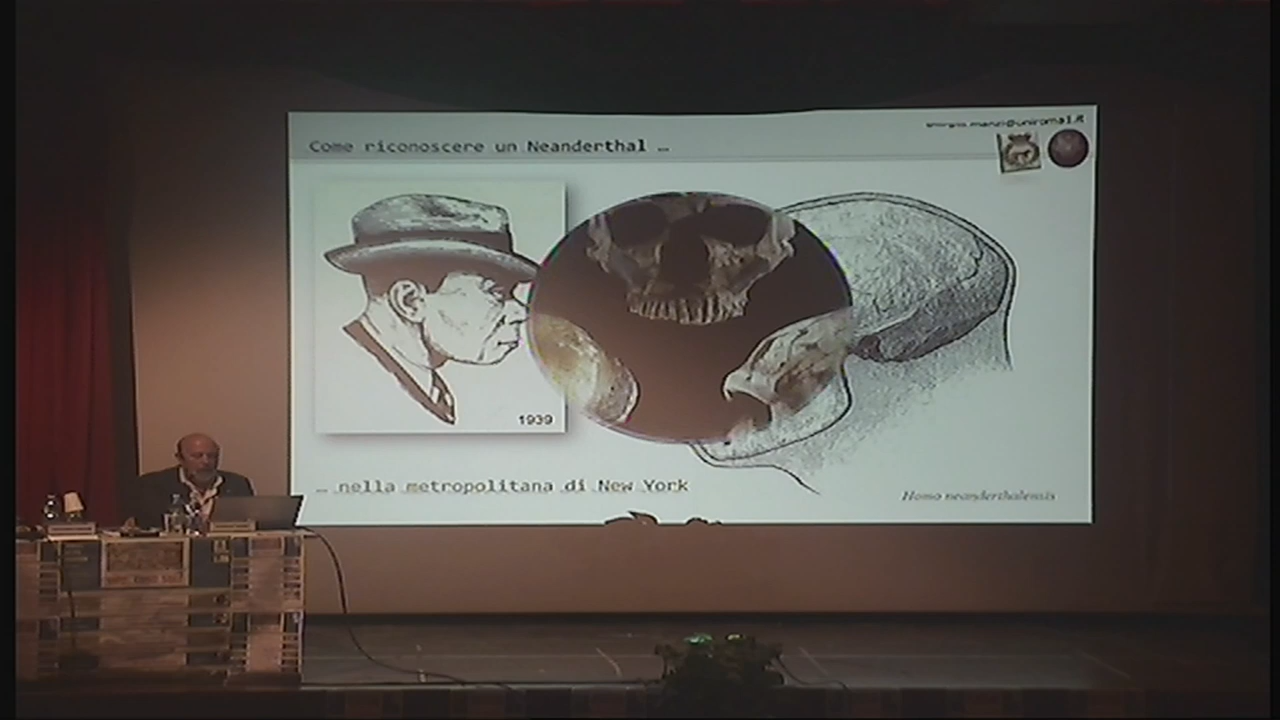 Come riconoscere un Neanderthal …
1939
… nella metropolitana di New York
Homo neanderthalensis